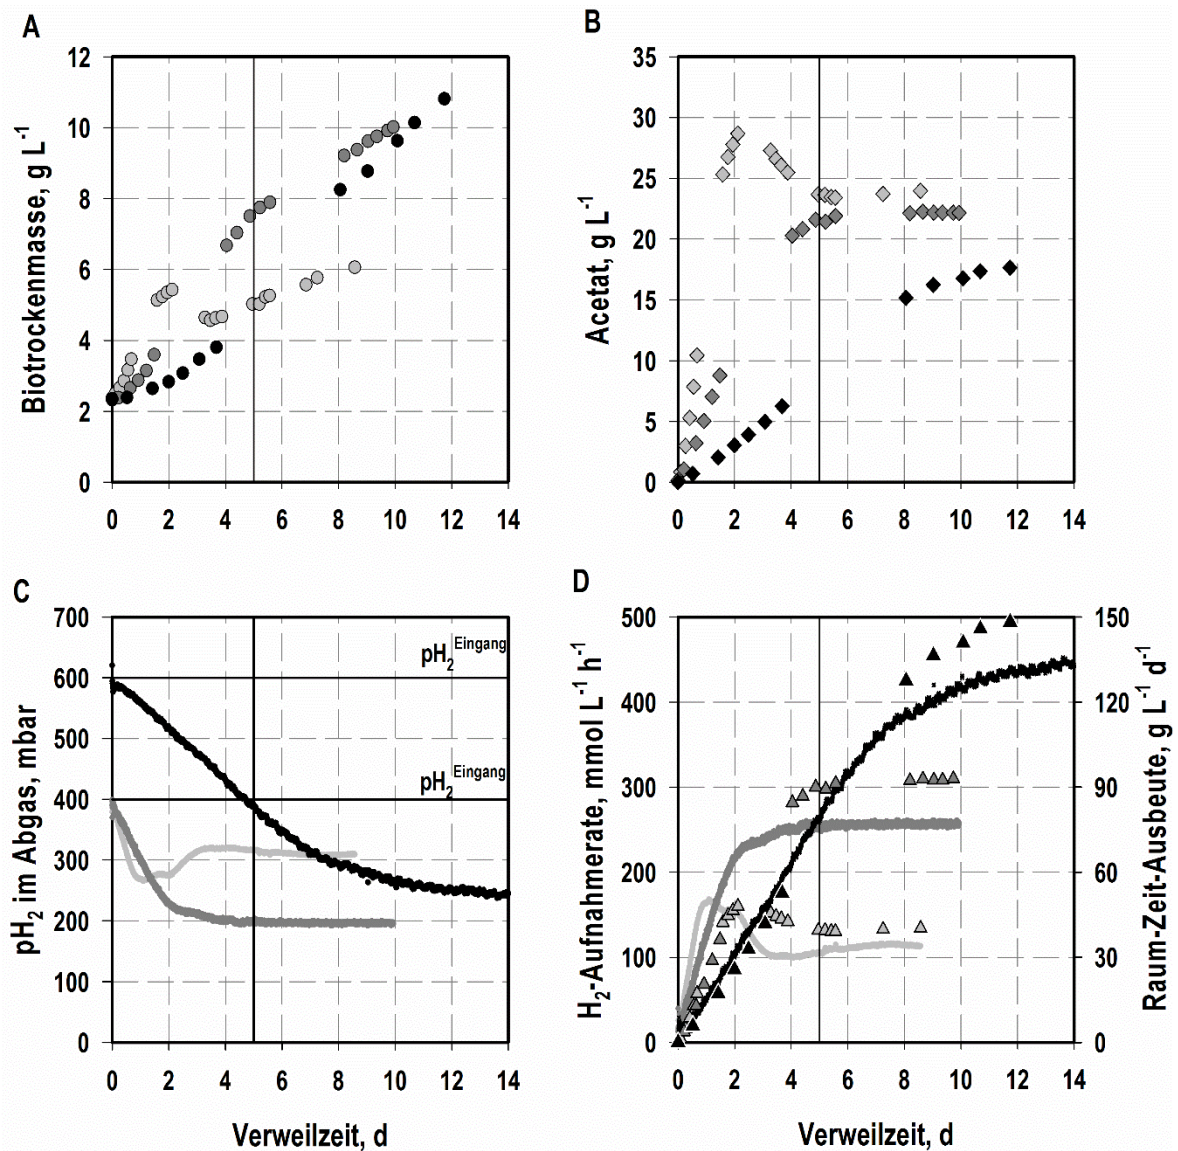 A
Biotrockenmasse, g L⁻¹
12
10
8
6
4
2
0
0 2 4 6 8 10 12 14
B
Acetat, g L⁻¹
35
30
25
20
15
10
5
0
0 2 4 6 8 10 12 14
C
pH₂ im Abgas, mbar
700
600
500
400
300
200
100
0
pH₂ᴱⁱⁿᵍᵃⁿᵍ
pH₂ᴱⁱⁿᵍᵃⁿᵍ
0 2 4 6 8 10 12 14
Verweilzeit, d
D
H₂-Aufnahmerate, mmol L⁻¹ h⁻¹
500
400
300
200
100
0
150
120
90
60
30
0
Raum-Zeit-Ausbeute, g L⁻¹ d⁻¹
0 2 4 6 8 10 12 14
Verweilzeit, d